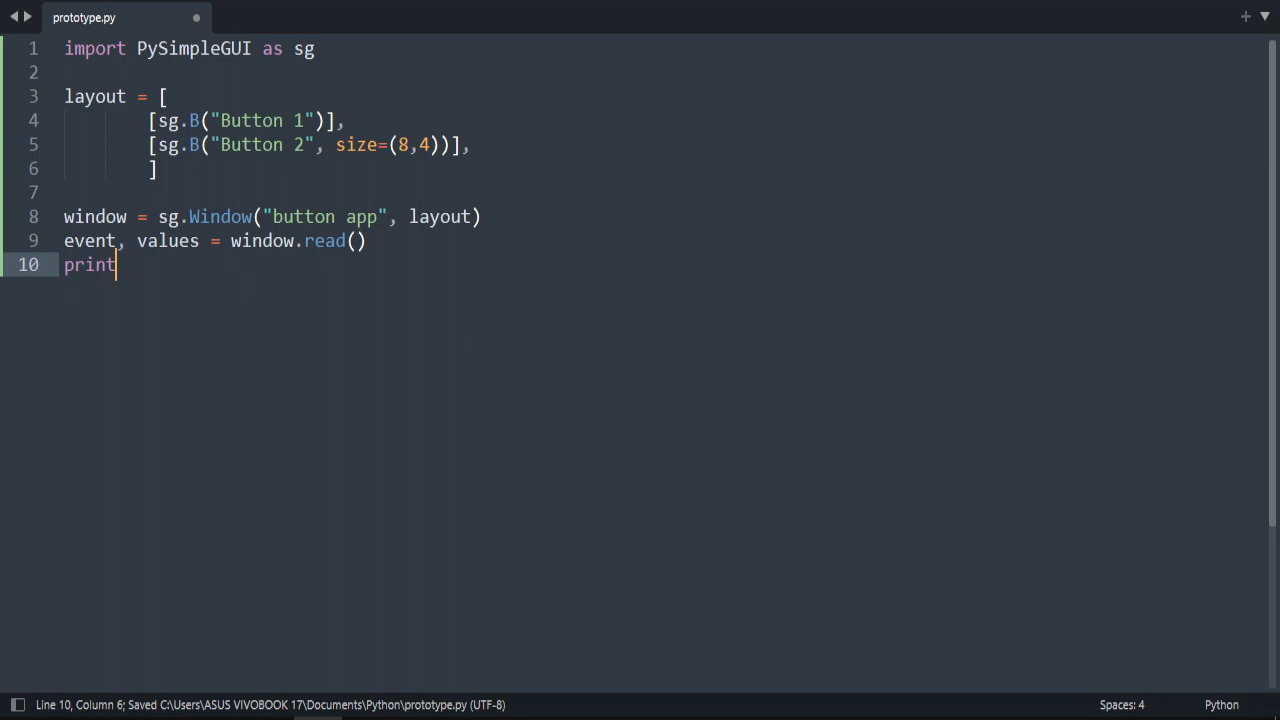 prototype.py
1 import PySimpleGUI as sg
2
3 layout = [
4 [sg.B("Button 1")],
5 [sg.B("Button 2", size=(8,4))],
6 ]
7
8 window = sg.Window("button app", layout)
9 event, values = window.read()
10 print
Line 10, Column 6; Saved C:\Users\ASUS VIVOBOOK 17\Documents\Python\prototype.py (UTF-8) Spaces: 4 Python